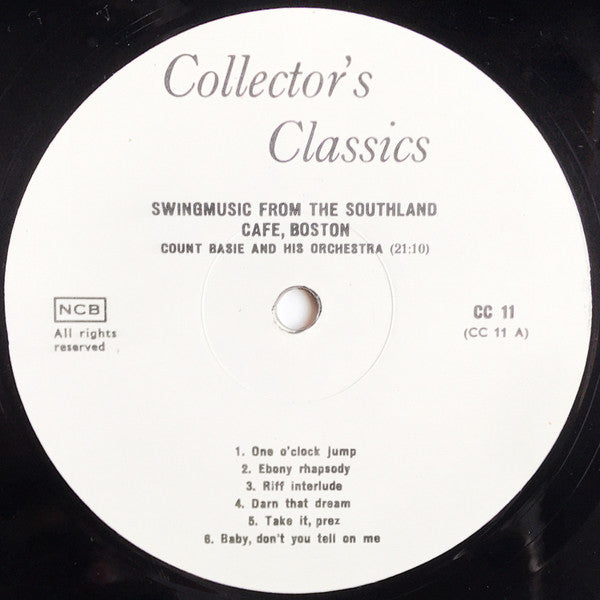 Collector's
Classics
SWINGMUSIC FROM THE SOUTHLAND
CAFE, BOSTON
COUNT BASIE AND HIS ORCHESTRA (21:10)
NCB
All rights
reserved
CC 11
(CC 11 A)
1. One o'clock jump
2. Ebony rhapsody
3. Riff interlude
4. Darn that dream
5. Take it, prez
6. Baby, don't you tell on me